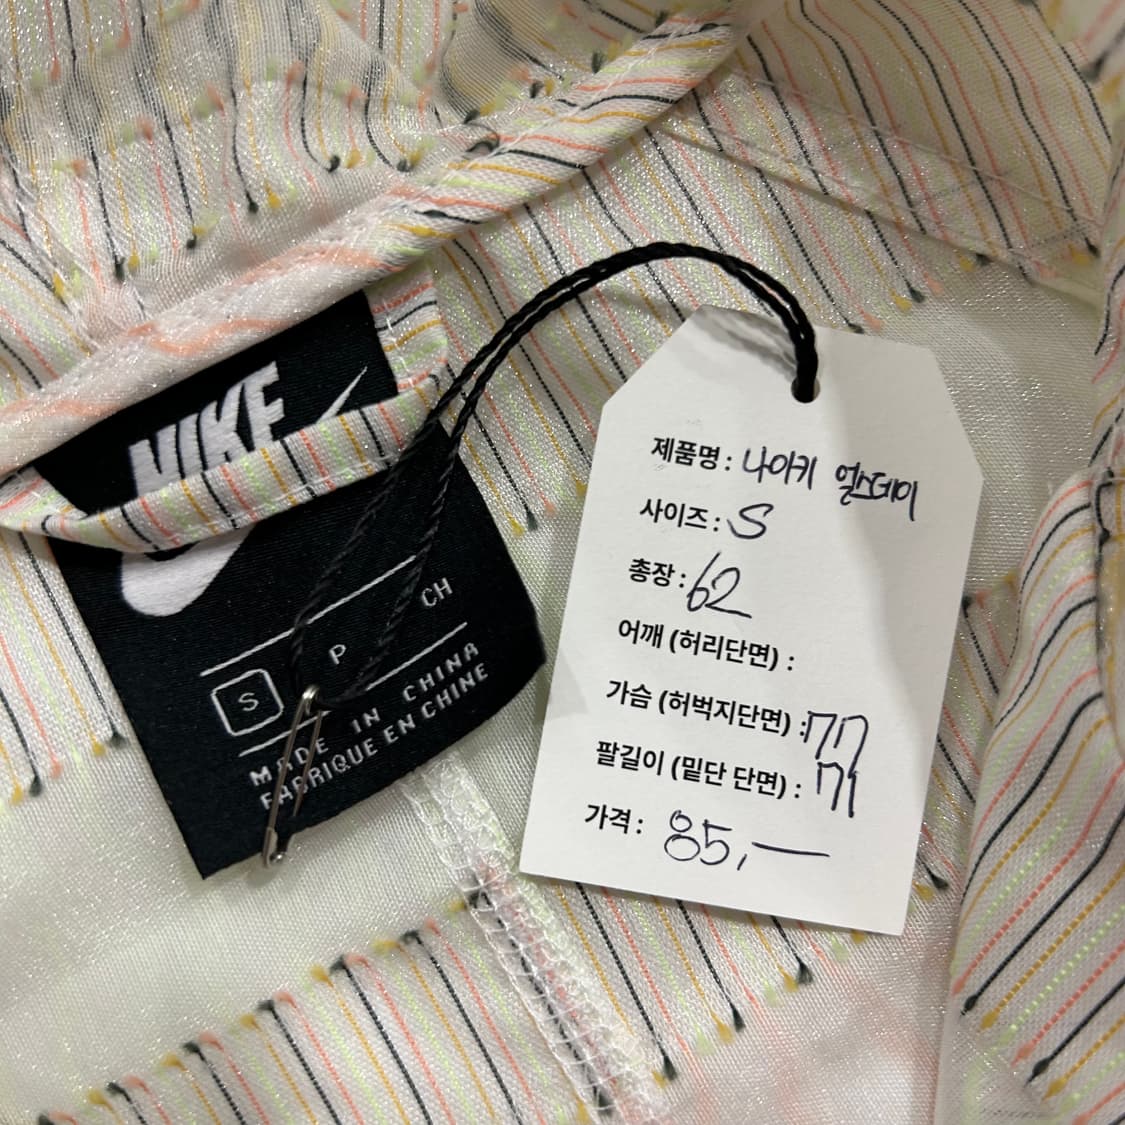 NIKE
S
P
CH
MADE IN CHINA
FABRIQUE EN CHINE
제품명 : 나이키 얼스데이
사이즈 : S
총장 : 62
어깨 (허리단면) :
가슴 (허벅지단면) :
팔길이 (밑단 단면) :
가격 : 85,—